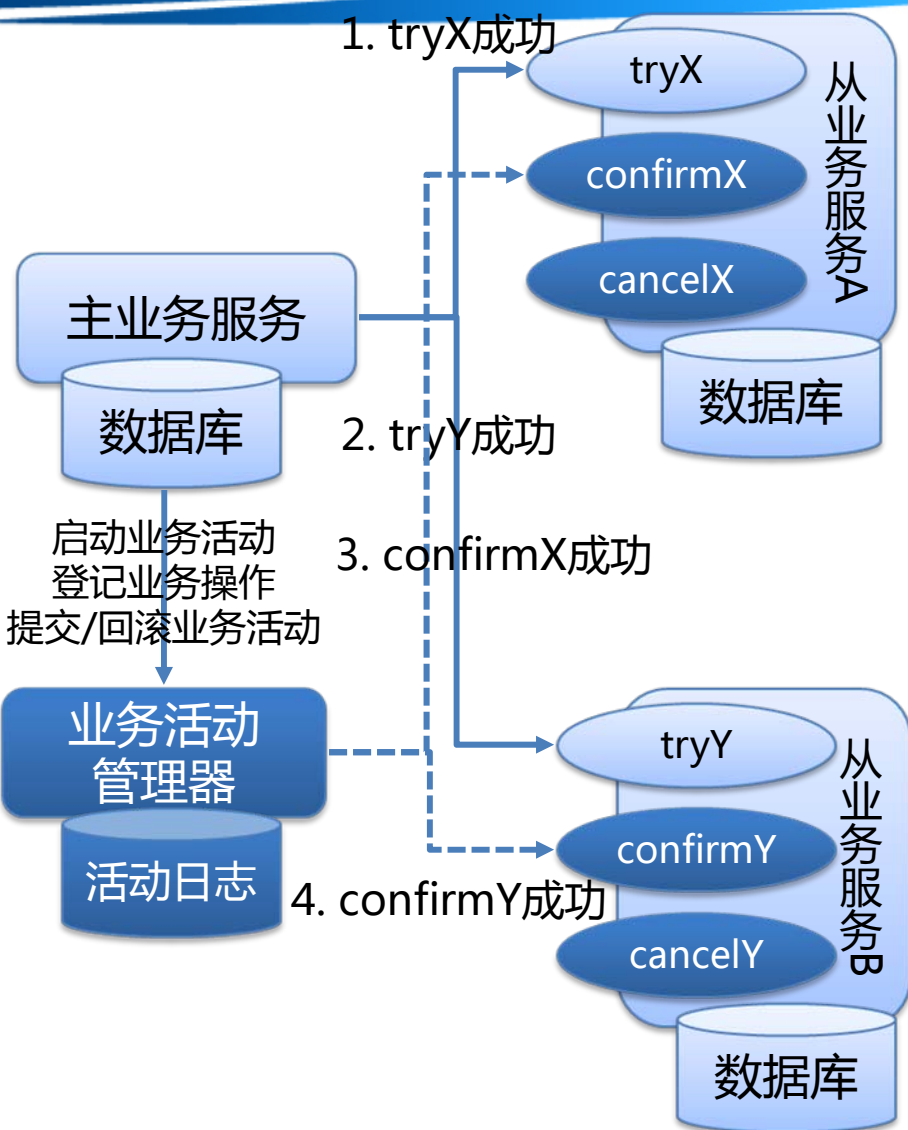 1. tryX成功
tryX
confirmX
cancelX
从业务服务A
数据库
主业务服务
数据库
2. tryY成功
启动业务活动
登记业务操作
提交/回滚业务活动
3. confirmX成功
业务活动
管理器
活动日志
tryY
confirmY
cancelY
从业务服务B
数据库
4. confirmY成功